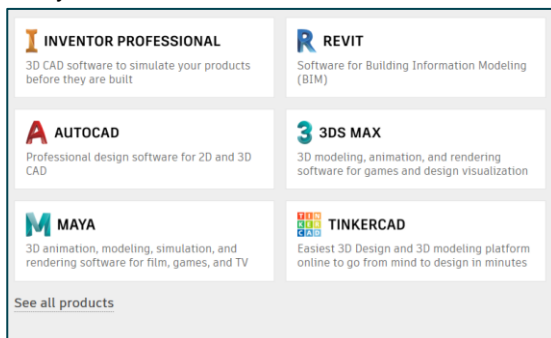 INVENTOR PROFESSIONAL
3D CAD software to simulate your products
before they are built
REVIT
Software for Building Information Modeling
(BIM)
AUTOCAD
Professional design software for 2D and 3D
CAD
3DS MAX
3D modeling, animation, and rendering
software for games and design visualization
MAYA
3D animation, modeling, simulation, and
rendering software for film, games, and TV
TIN
KER
CAD
TINKERCAD
Easiest 3D Design and 3D modeling platform
online to go from mind to design in minutes
See all products